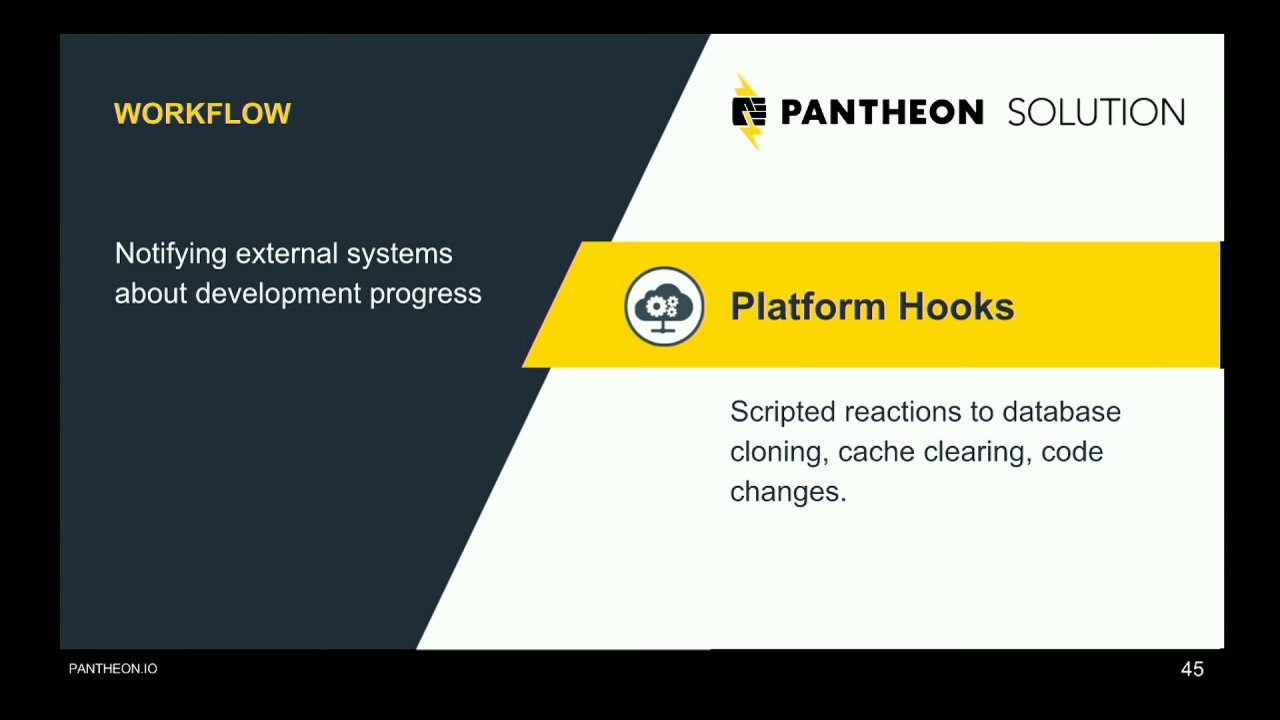 WORKFLOW
Notifying external systems
about development progress
PANTHEON SOLUTION
Platform Hooks
Scripted reactions to database
cloning, cache clearing, code
changes.
PANTHEON.IO
45